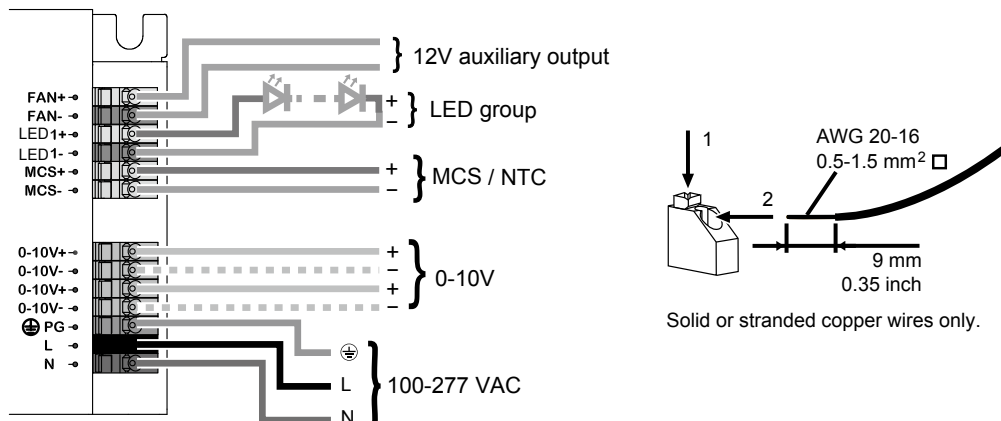 FAN+
FAN-
LED1+
LED1-
MCS+
MCS-
12V auxiliary output
+
−
LED group
+
−
MCS / NTC
0-10V+
0-10V-
0-10V+
0-10V-
PG
L
N
+
−
+
−
0-10V
L
N
100-277 VAC
1
2
AWG 20-16
0.5-1.5 mm²
9 mm
0.35 inch
Solid or stranded copper wires only.